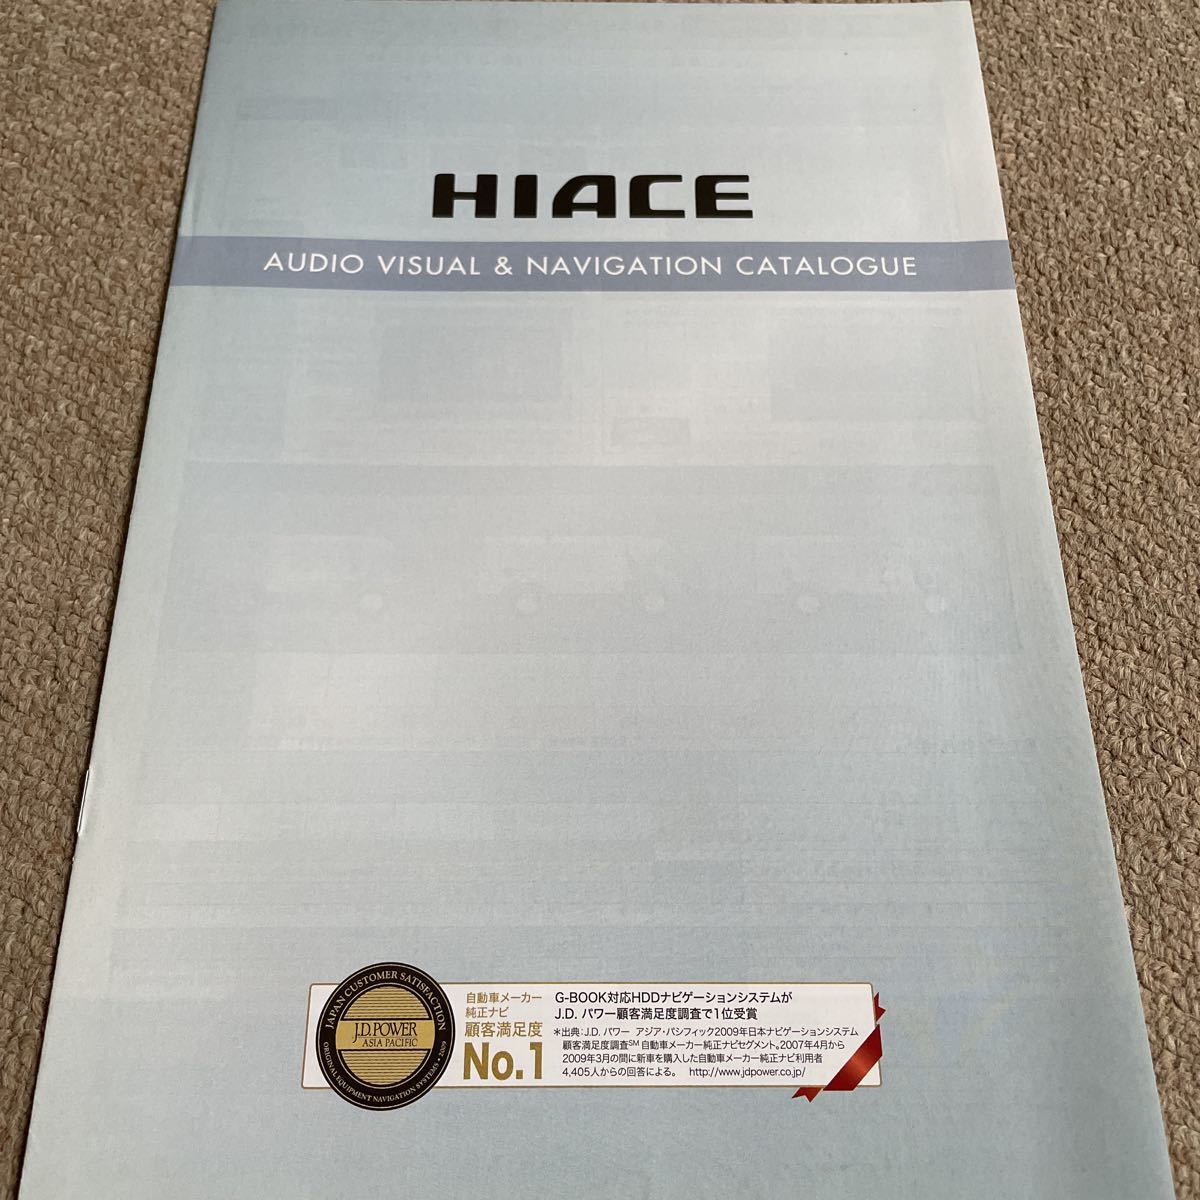 HIACE
AUDIO VISUAL & NAVIGATION CATALOGUE
JAPAN CUSTOMER SATISFACTION
J.D. POWER
ASIA PACIFIC
ORIGINAL EQUIPMENT NAVIGATION SYSTEMS • 2009
自動車メーカー
純正ナビ
顧客満足度
No.1
G-BOOK対応HDDナビゲーションシステムが
J.D. パワー顧客満足度調査で1位受賞
*出典:J.D. パワー アジア・パシフィック2009年日本ナビゲーションシステム
顧客満足度調査SM 自動車メーカー純正ナビセグメント。2007年4月から
2009年3月の間に新車を購入した自動車メーカー純正ナビ利用者
4,405人からの回答による。 http://www.jdpower.co.jp/